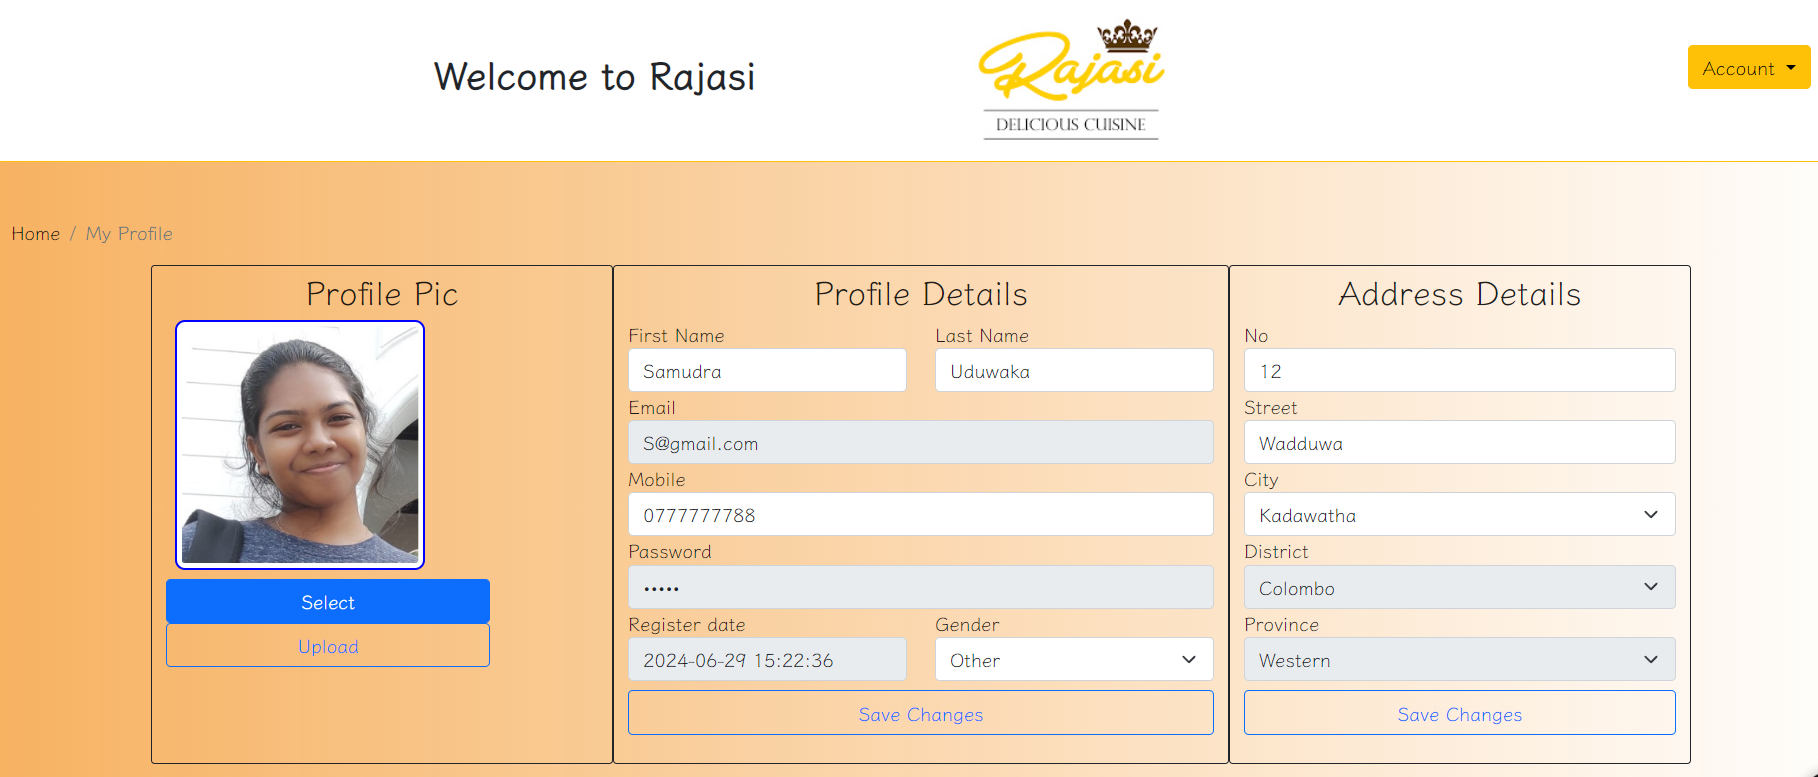 Welcome to Rajasi
Rajasi
DELICIOUS CUISINE
Account
Home / My Profile
Profile Pic
Select
Upload
Profile Details
First Name
Last Name
Samudra
Uduwaka
Email
S@gmail.com
Mobile
0777777788
Password
•••••
Register date
Gender
2024-06-29 15:22:36
Other
Save Changes
Address Details
No
12
Street
Wadduwa
City
Kadawatha
District
Colombo
Province
Western
Save Changes